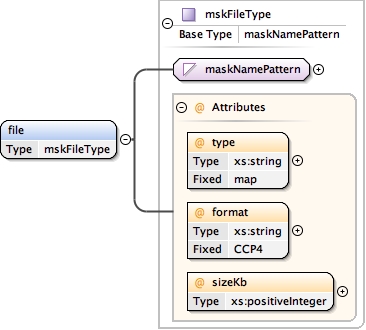 mskFileType
Base Type maskNamePattern
maskNamePattern
file
Type mskFileType
@ Attributes
@ type
Type xs:string
Fixed map
@ format
Type xs:string
Fixed CCP4
@ sizeKb
Type xs:positiveInteger